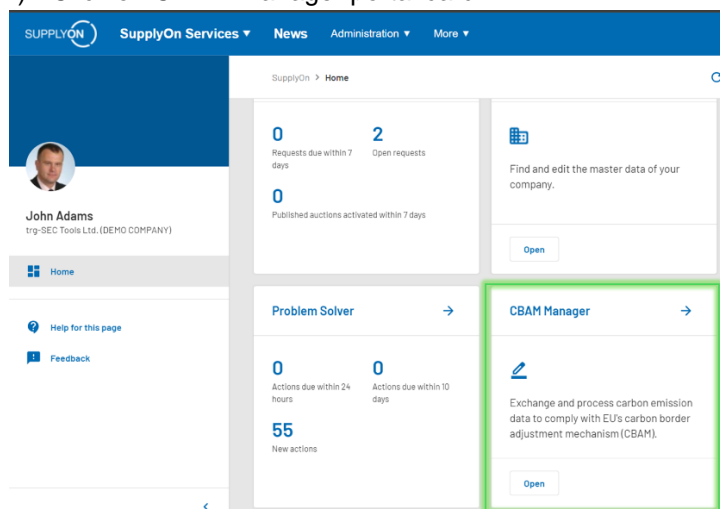 SUPPLYON
SupplyOn Services ▼
News
Administration ▼
More ▼
SupplyOn > Home
John Adams
trg-SEC Tools Ltd. (DEMO COMPANY)
Home
Help for this page
Feedback
0
Requests due within 7
days
2
Open requests
0
Published auctions activated within 7 days
Find and edit the master data of your
company.
Open
Problem Solver →
0
Actions due within 24
hours
0
Actions due within 10
days
55
New actions
CBAM Manager →
Exchange and process carbon emission
data to comply with EU's carbon border
adjustment mechanism (CBAM).
Open